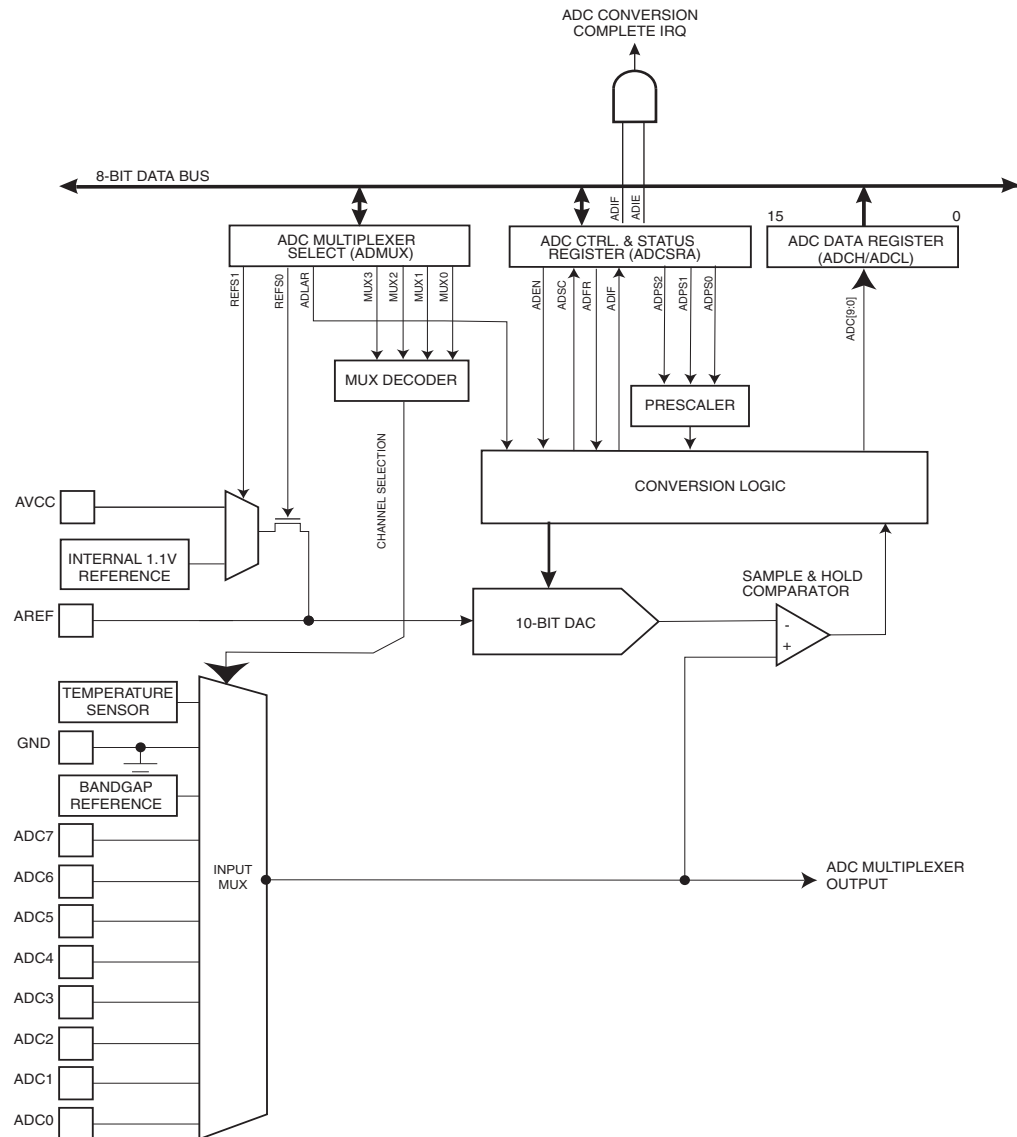 ADC CONVERSION
COMPLETE IRQ
8-BIT DATA BUS
ADIF
ADIE
15
0
ADC MULTIPLEXER
SELECT (ADMUX)
ADC CTRL. & STATUS
REGISTER (ADCSRA)
ADC DATA REGISTER
(ADCH/ADCL)
REFS1
REFS0
ADLAR
MUX3
MUX2
MUX1
MUX0
ADEN
ADSC
ADFR
ADIF
ADPS2
ADPS1
ADPS0
ADC[9:0]
MUX DECODER
PRESCALER
CHANNEL SELECTION
CONVERSION LOGIC
AVCC
INTERNAL 1.1V
REFERENCE
AREF
10-BIT DAC
SAMPLE & HOLD
COMPARATOR
-
+
TEMPERATURE
SENSOR
GND
BANDGAP
REFERENCE
ADC7
ADC6
ADC5
ADC4
ADC3
ADC2
ADC1
ADC0
INPUT
MUX
ADC MULTIPLEXER
OUTPUT